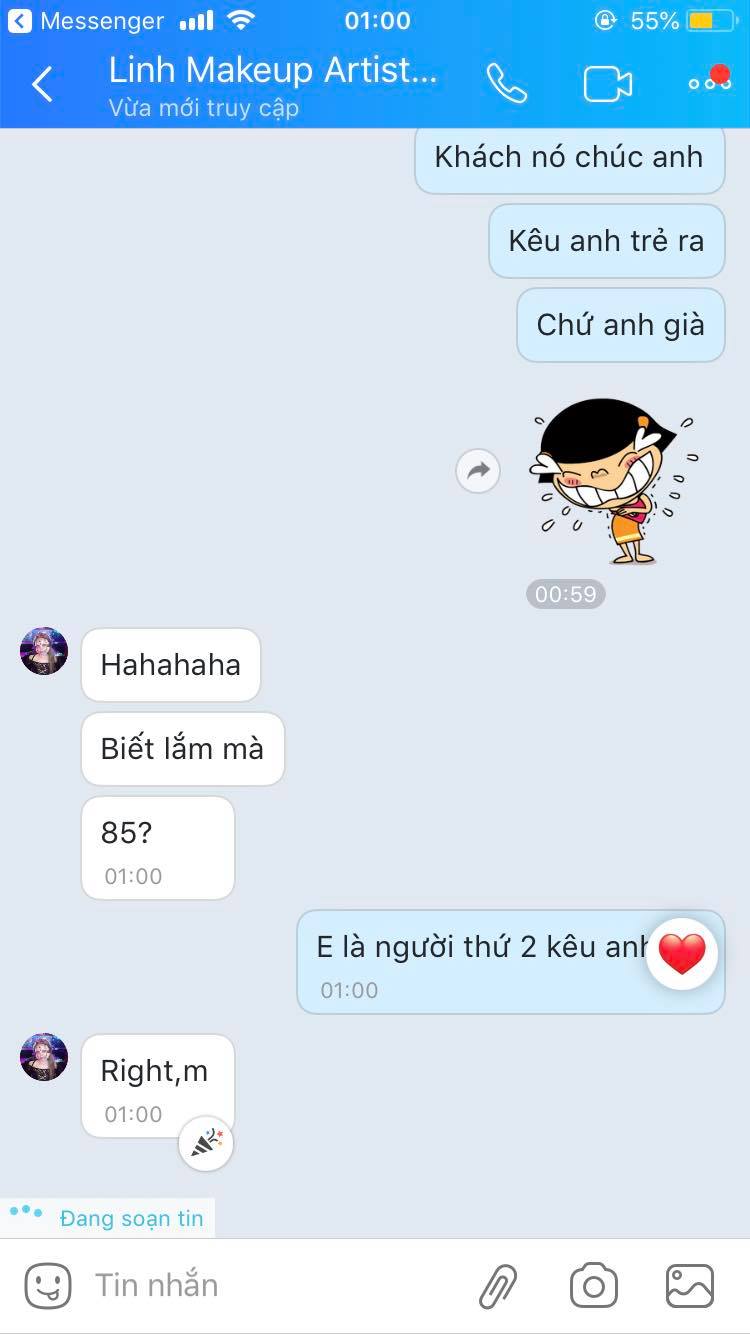 Messenger 01:00 55%
Linh Makeup Artist...
Vừa mới truy cập
Khách nó chúc anh
Kêu anh trẻ ra
Chứ anh già
00:59
Hahahaha
Biết lắm mà
85?
01:00
E là người thứ 2 kêu anh
01:00
Right,m
01:00
Đang soạn tin
Tin nhắn